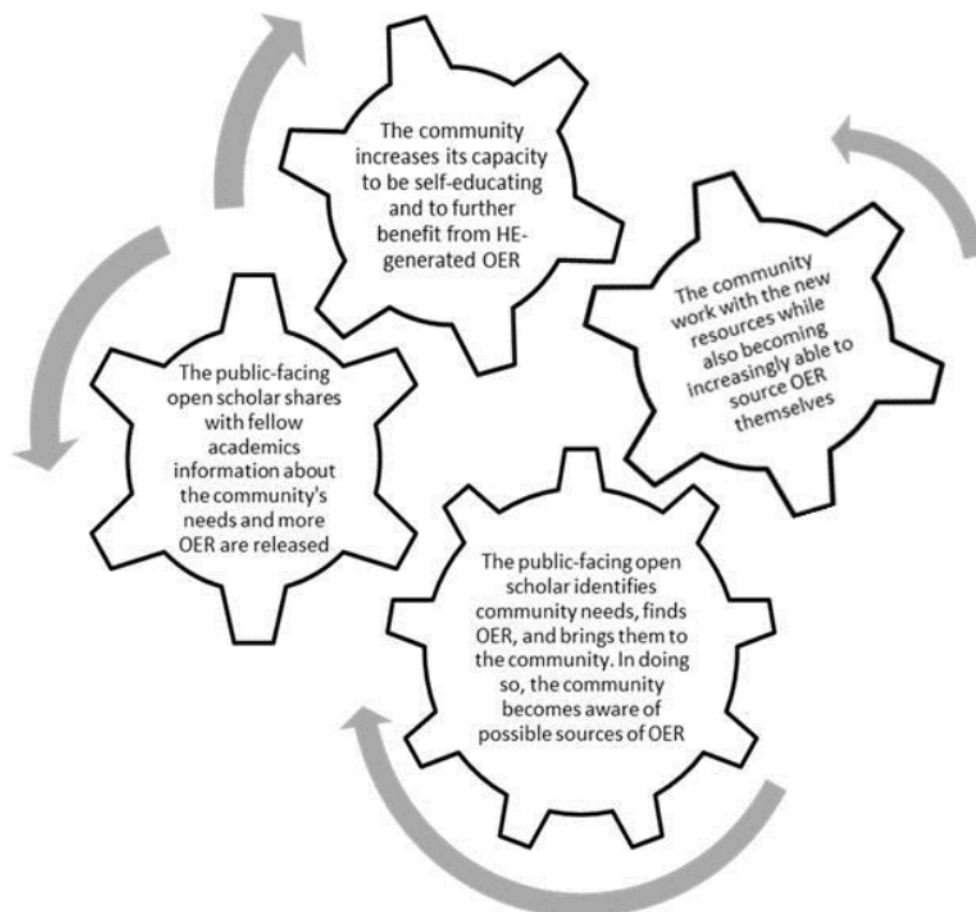 The community
increases its capacity
to be self-educating
and to further
benefit from HE-
generated OER
The community
work with the new
resources while
also becoming
increasingly able to
source OER
themselves
The public-facing
open scholar shares
with fellow
academics
information about
the community's
needs and more
OER are released
The public-facing open
scholar identifies
community needs, finds
OER, and brings them to
the community. In doing
so, the community
becomes aware of
possible sources of OER